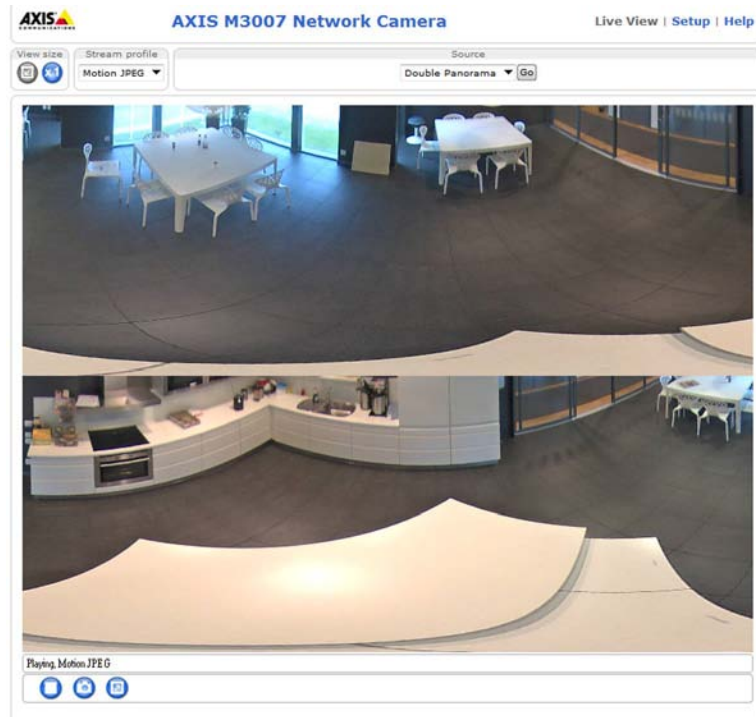 AXIS
COMMUNICATIONS
AXIS M3007 Network Camera
Live View | Setup | Help
View size
Stream profile
Source
Motion JPEG
Double Panorama
Go
Playing, Motion JPEG